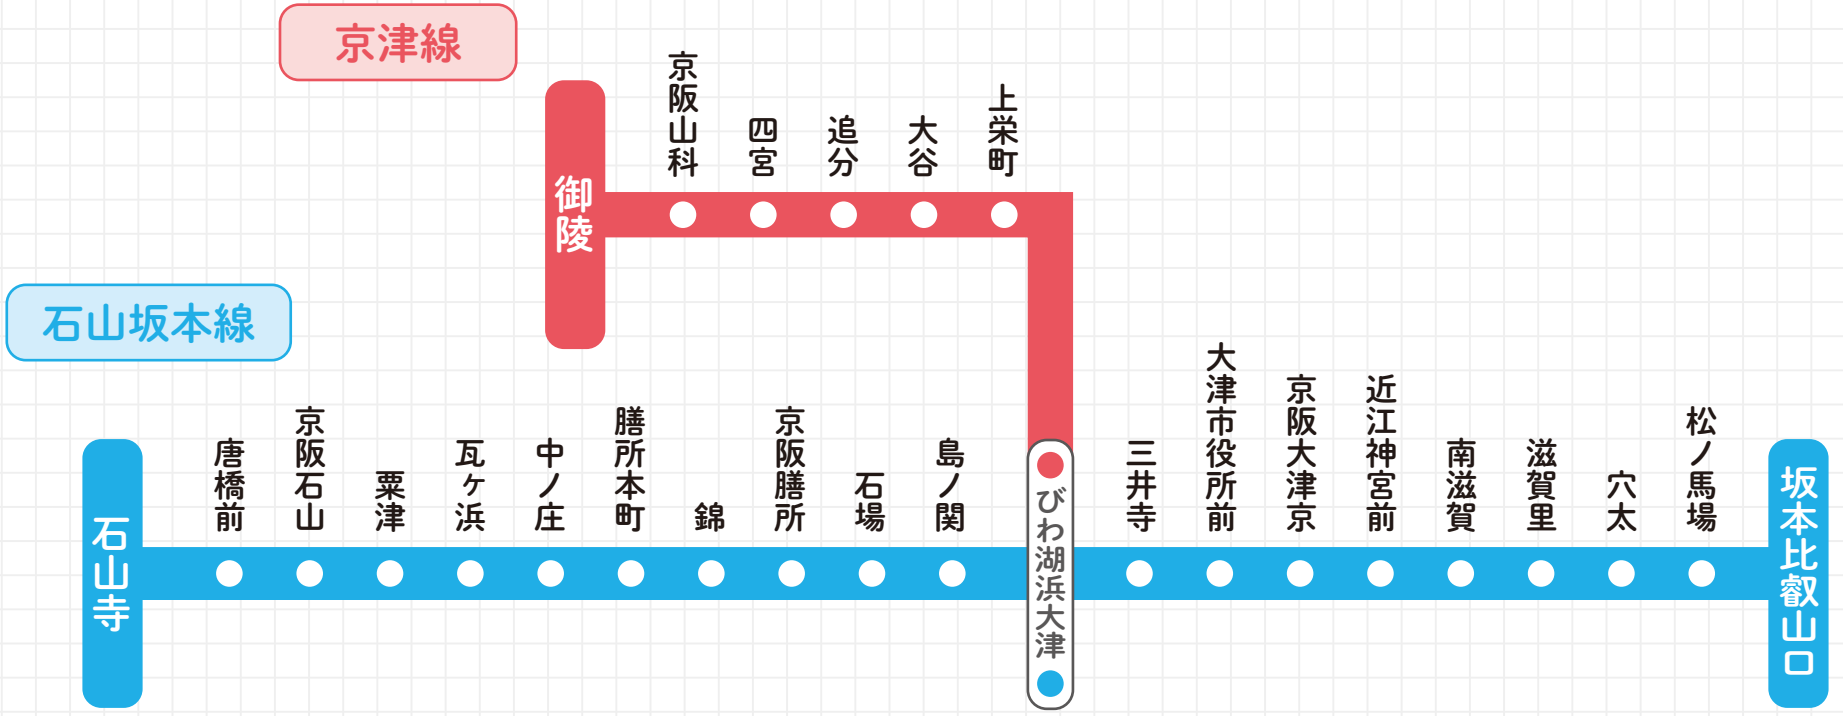 京津線
御陵
京阪山科
四宮
追分
大谷
上栄町
石山坂本線
石山寺
唐橋前
京阪石山
粟津
瓦ヶ浜
中ノ庄
膳所本町
錦
京阪膳所
石場
島ノ関
びわ湖浜大津
三井寺
大津市役所前
京阪大津京
近江神宮前
南滋賀
滋賀里
穴太
松ノ馬場
坂本比叡山口